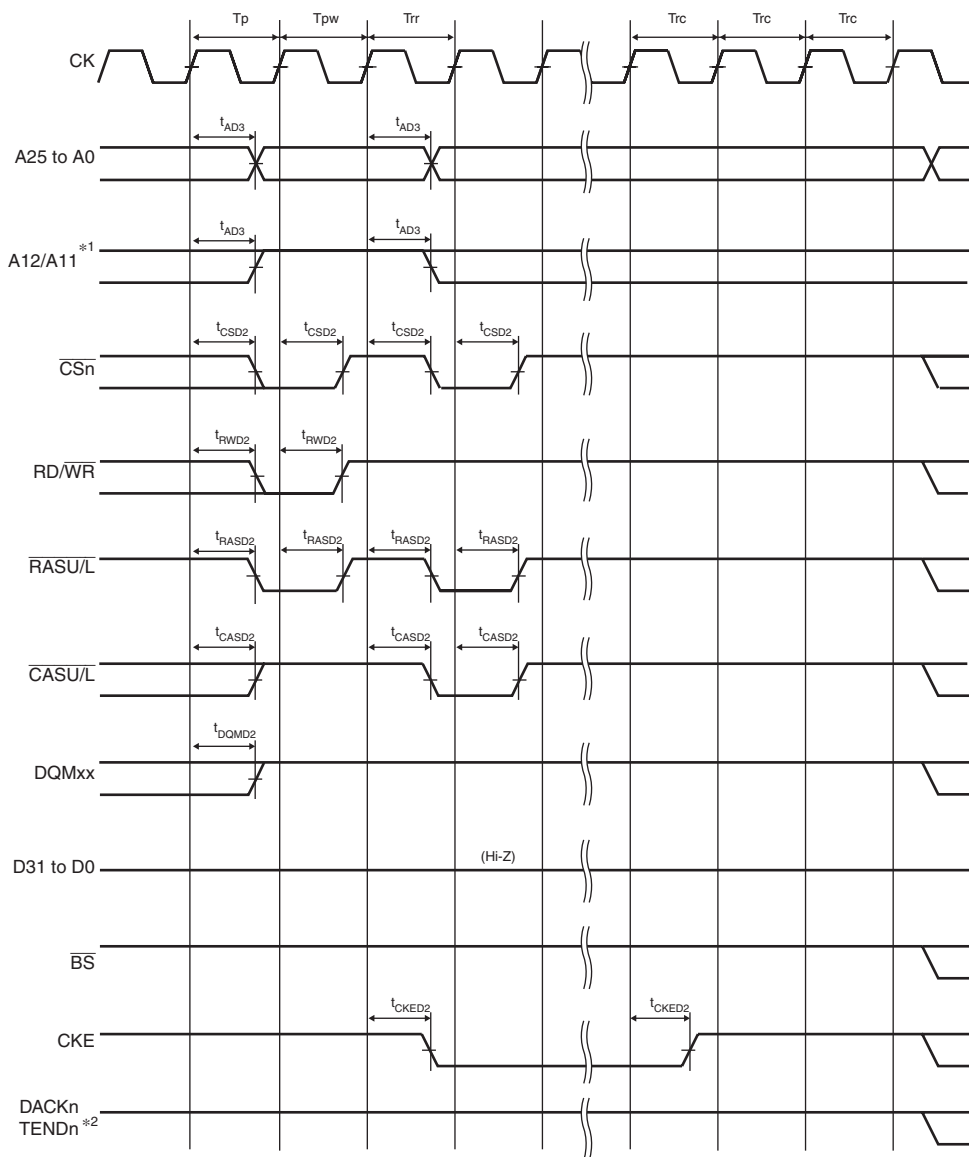 Tp Tpw Trr Trc Trc Trc
CK
tAD3 tAD3
A25 to A0
tAD3 tAD3
A12/A11 *1
tCSD2 tCSD2 tCSD2 tCSD2
CSn
tRWD2 tRWD2
RD/WR
tRASD2 tRASD2 tRASD2 tRASD2
RASU/L
tCASD2 tCASD2 tCASD2
CASU/L
tDQMD2
DQMxx
(Hi-Z)
D31 to D0
BS
tCKED2 tCKED2
CKE
DACKn
TENDn *2